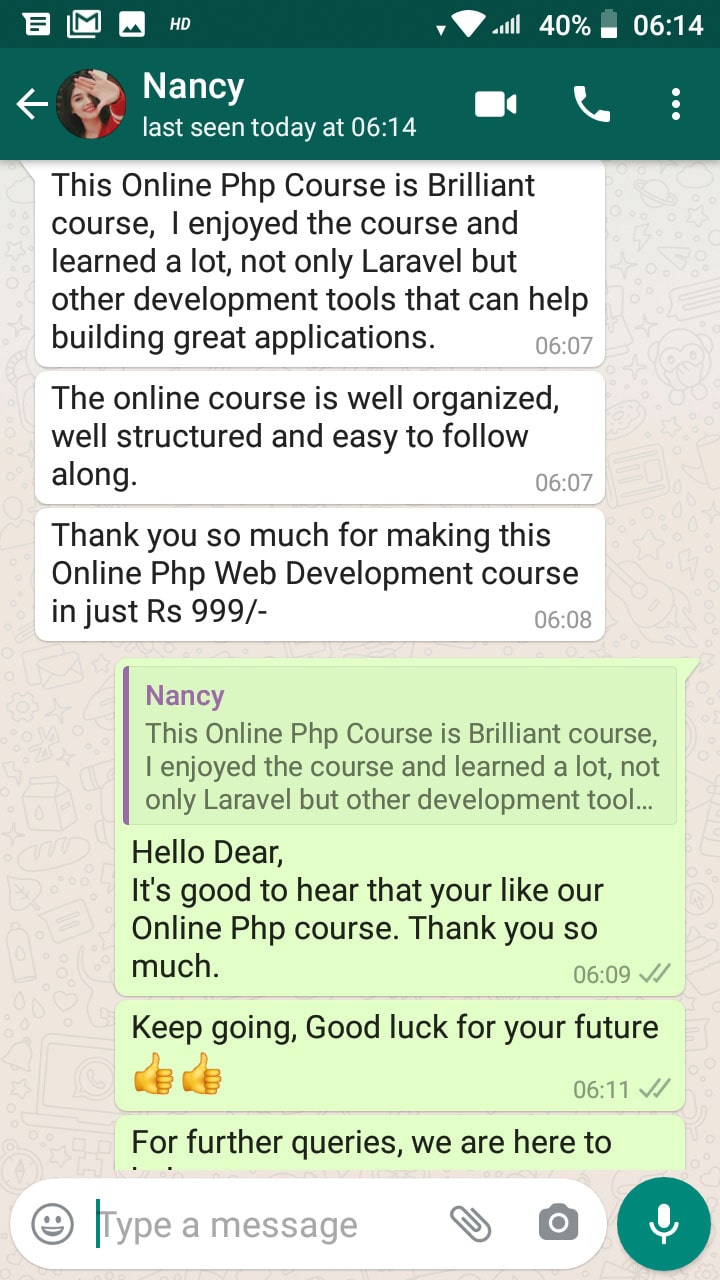 HD
40%
06:14
Nancy
last seen today at 06:14
This Online Php Course is Brilliant
course,  I enjoyed the course and
learned a lot, not only Laravel but
other development tools that can help
building great applications.
06:07
The online course is well organized,
well structured and easy to follow
along.
06:07
Thank you so much for making this
Online Php Web Development course
in just Rs 999/-
06:08
Nancy
This Online Php Course is Brilliant course,
I enjoyed the course and learned a lot, not
only Laravel but other development tool...
Hello Dear,
It's good to hear that your like our
Online Php course. Thank you so
much.
06:09
Keep going, Good luck for your future
👍👍
06:11
For further queries, we are here to
Type a message